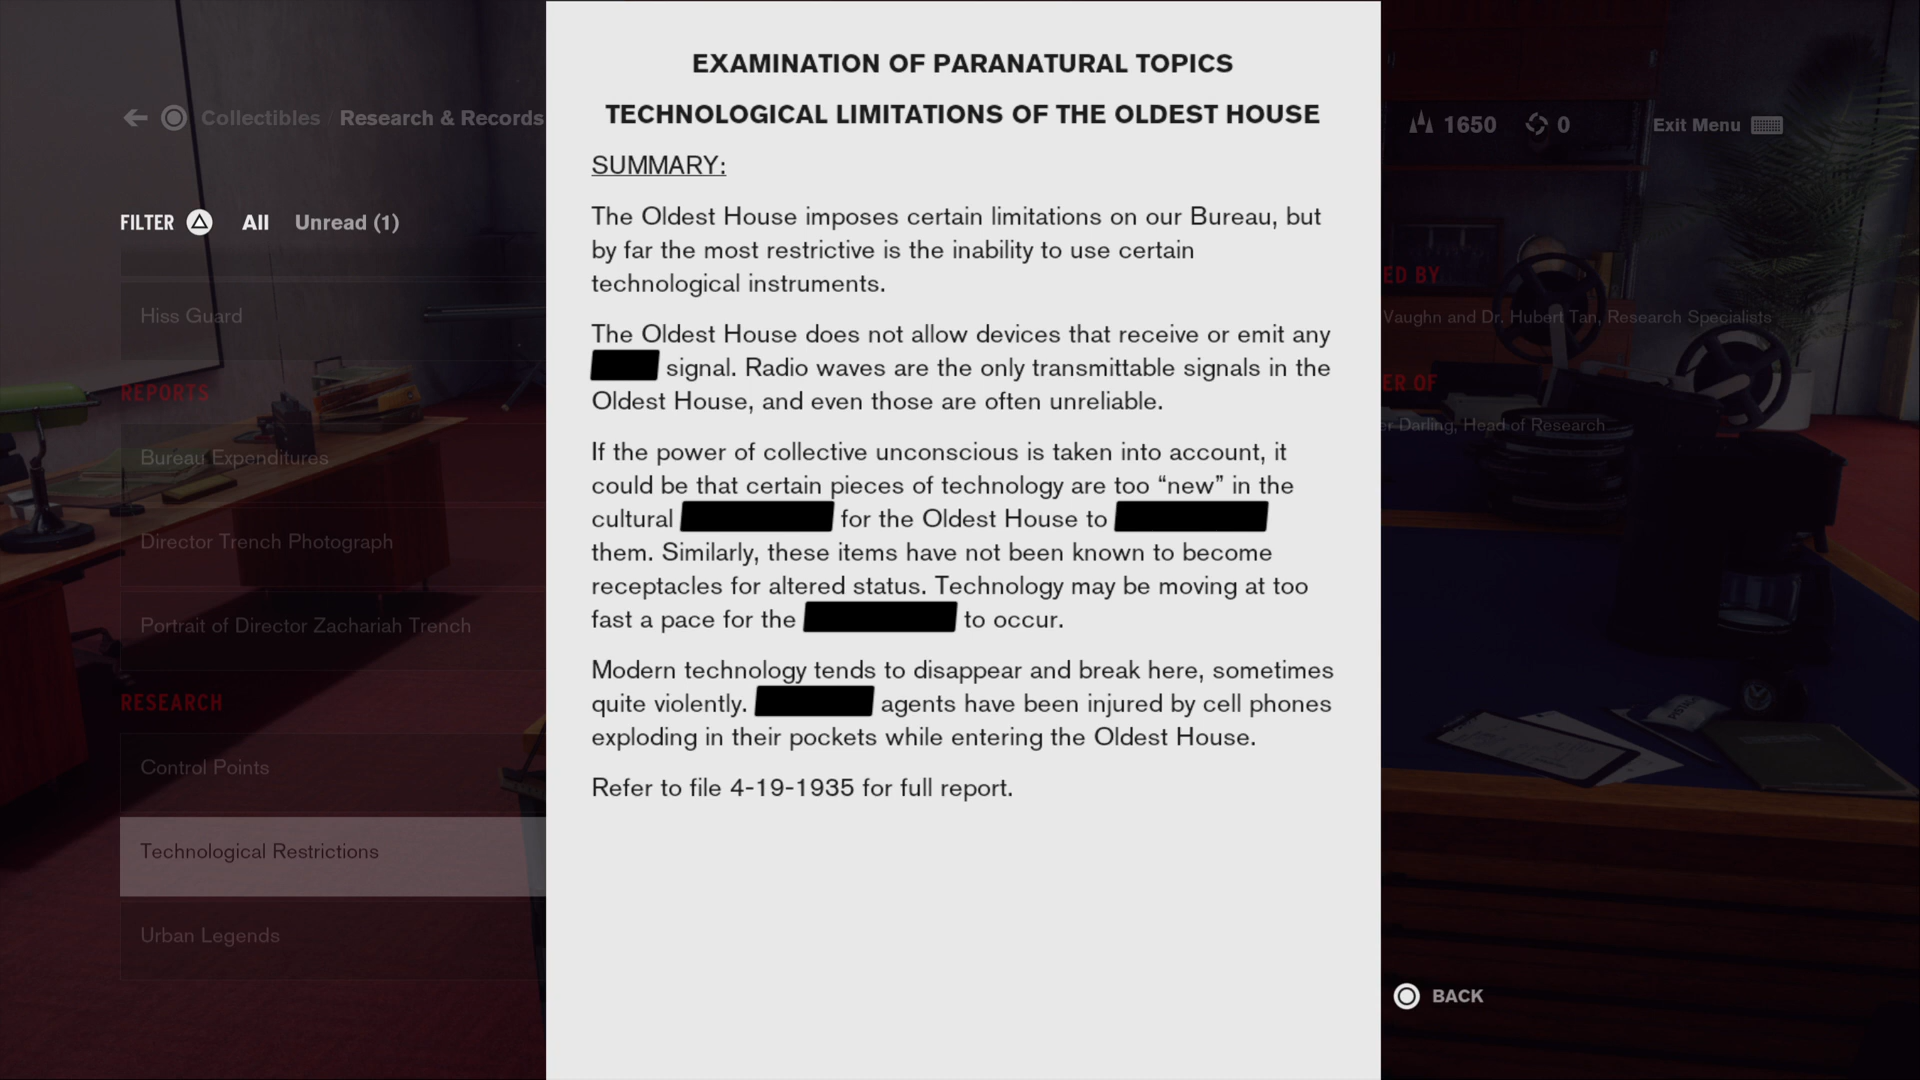 EXAMINATION OF PARANATURAL TOPICS
TECHNOLOGICAL LIMITATIONS OF THE OLDEST HOUSE
SUMMARY:
The Oldest House imposes certain limitations on our Bureau, but
by far the most restrictive is the inability to use certain
technological instruments.
The Oldest House does not allow devices that receive or emit any
signal. Radio waves are the only transmittable signals in the
Oldest House, and even those are often unreliable.
If the power of collective unconscious is taken into account, it
could be that certain pieces of technology are too “new” in the
cultural for the Oldest House to
them. Similarly, these items have not been known to become
receptacles for altered status. Technology may be moving at too
fast a pace for the to occur.
Modern technology tends to disappear and break here, sometimes
quite violently. agents have been injured by cell phones
exploding in their pockets while entering the Oldest House.
Refer to file 4-19-1935 for full report.
Collectibles / Research & Records
FILTER All Unread (1)
Hiss Guard
REPORTS
Bureau Expenditures
Director Trench Photograph
Portrait of Director Zachariah Trench
RESEARCH
Control Points
Technological Restrictions
Urban Legends
1650 0 Exit Menu
ED BY
Vaughn and Dr. Hubert Tan, Research Specialists
ER OF
er Darling, Head of Research
BACK